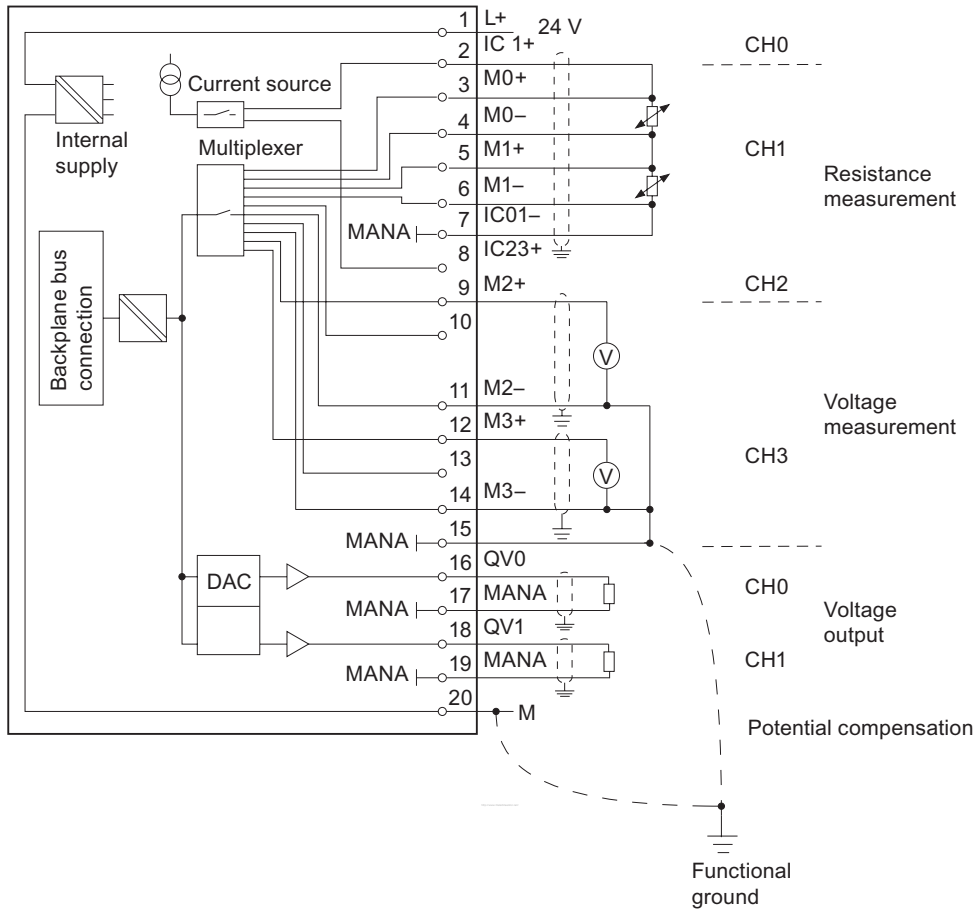 1 L+ 24 V
2 IC 1+ CH0
3 M0+
Current source
4 M0–
Internal
supply
Multiplexer
5 M1+ CH1
6 M1– Resistance
measurement
7 IC01–
MANA
8 IC23+
9 M2+ CH2
10
Backplane bus
connection
V
11 M2– Voltage
measurement
12 M3+
13 CH3
V
14 M3–
15
MANA
16 QV0
DAC CH0
17 MANA
MANA
Voltage
output
18 QV1
19 MANA CH1
MANA
20
M
Potential compensation
Functional
ground